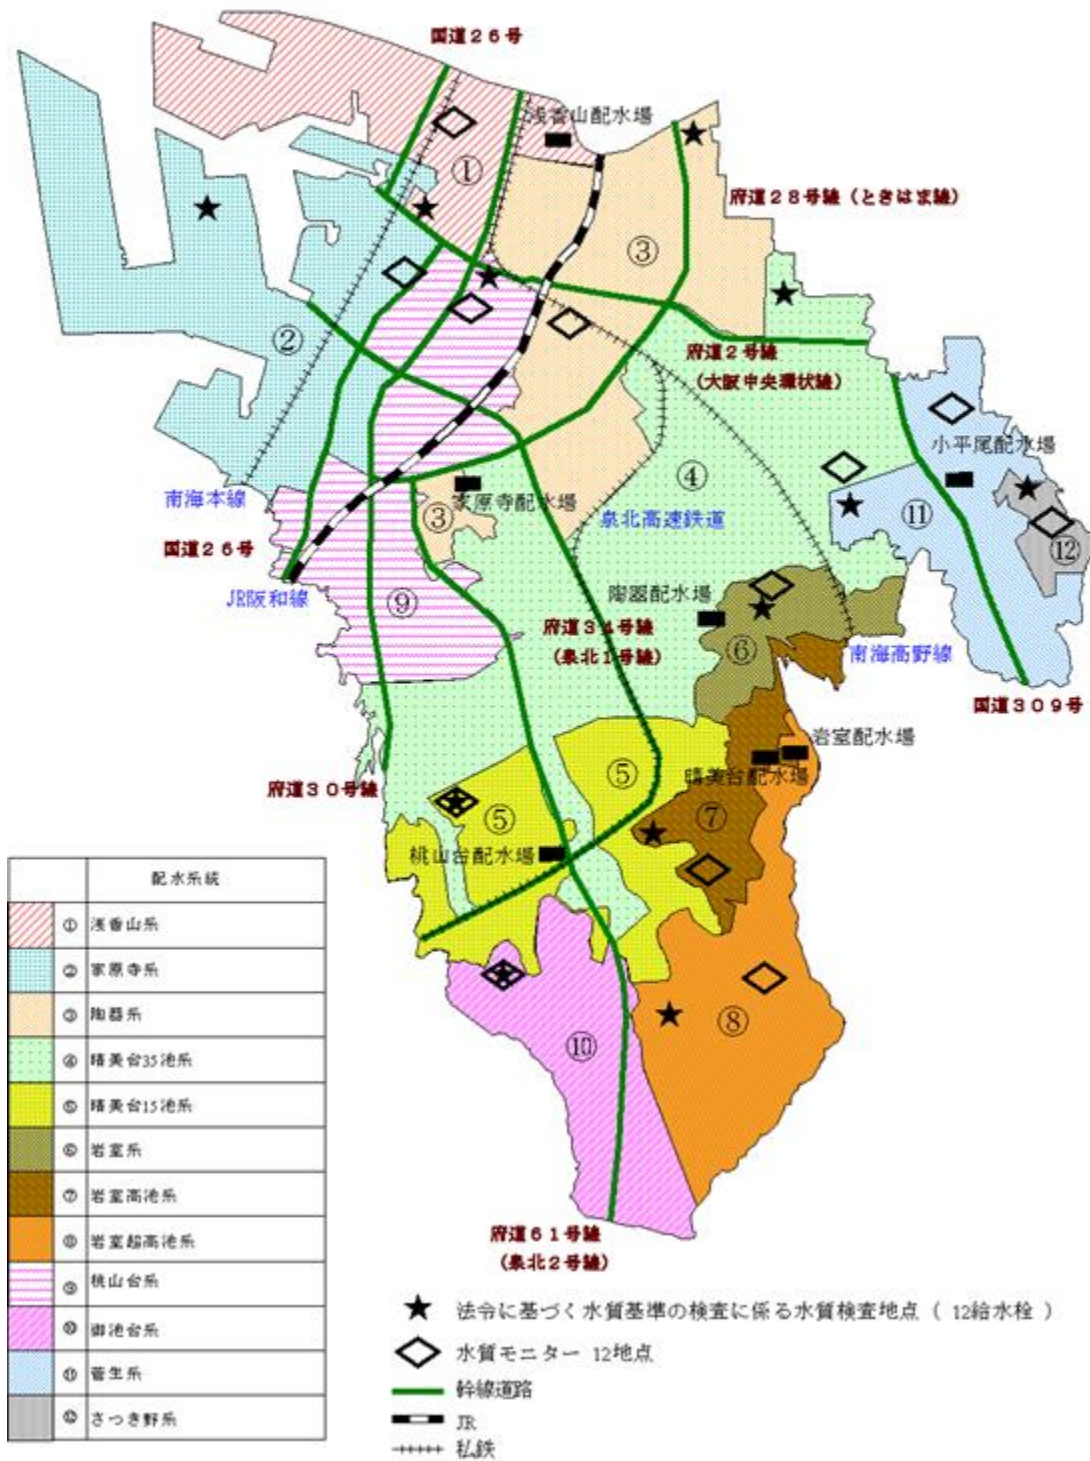 国道２６号
浅香山配水場
①
府道２８号線（ときはま線）
③
②
府道２号線
（大阪中央環状線）
小平尾配水場
④
南海本線
家原寺配水場
③
泉北高速鉄道
⑪
⑫
国道２６号
JR阪和線
⑨
陶器配水場
府道３４号線
（泉北１号線）
⑥
南海高野線
国道３０９号
岩室配水場
晴美台配水場
府道３０号線
⑤
⑤
⑦
桃山台配水場
⑧
⑩
府道６１号線
（泉北２号線）
配水系統
① 浅香山系
② 家原寺系
③ 陶器系
④ 晴美台35池系
⑤ 晴美台15池系
⑥ 岩室系
⑦ 岩室高池系
⑧ 岩室超高池系
⑨ 桃山台系
⑩ 御池台系
⑪ 菅生系
⑫ さつき野系
法令に基づく水質基準の検査に係る水質検査地点（ 12給水栓 ）
水質モニター 12地点
幹線道路
JR
私鉄